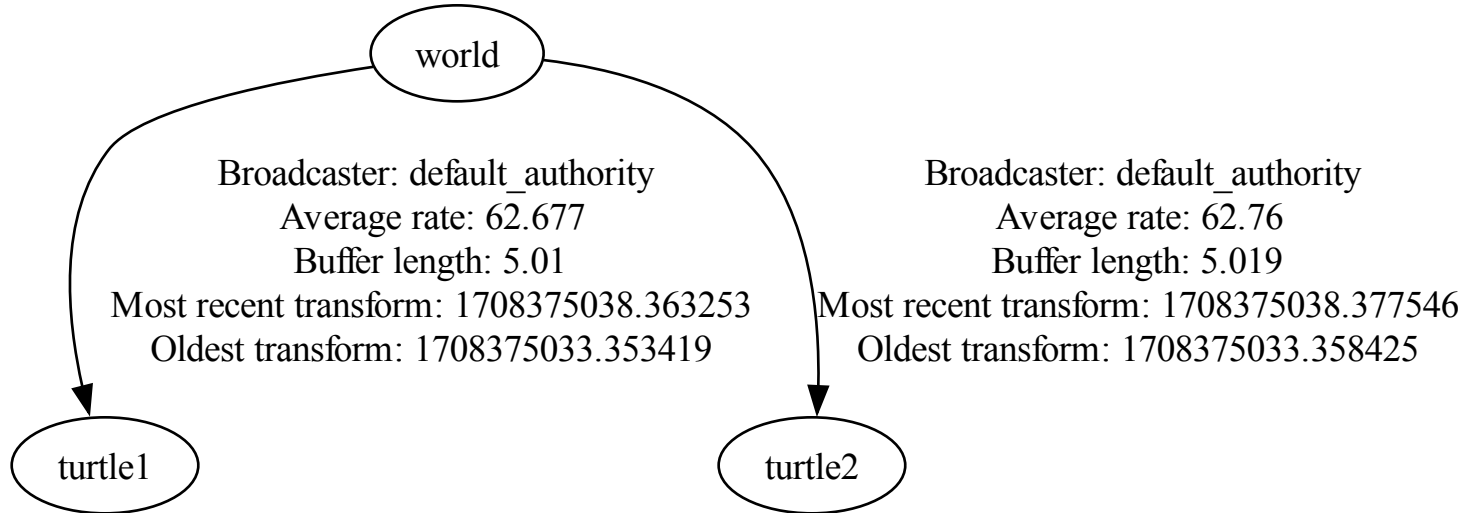 world
Broadcaster: default_authority
Average rate: 62.677
Buffer length: 5.01
Most recent transform: 1708375038.363253
Oldest transform: 1708375033.353419
Broadcaster: default_authority
Average rate: 62.76
Buffer length: 5.019
Most recent transform: 1708375038.377546
Oldest transform: 1708375033.358425
turtle1
turtle2